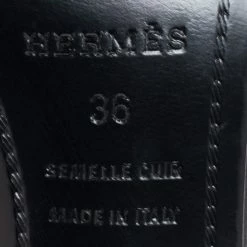 HERMÈS
36
SEMELLE CUIR
MADE IN ITALY